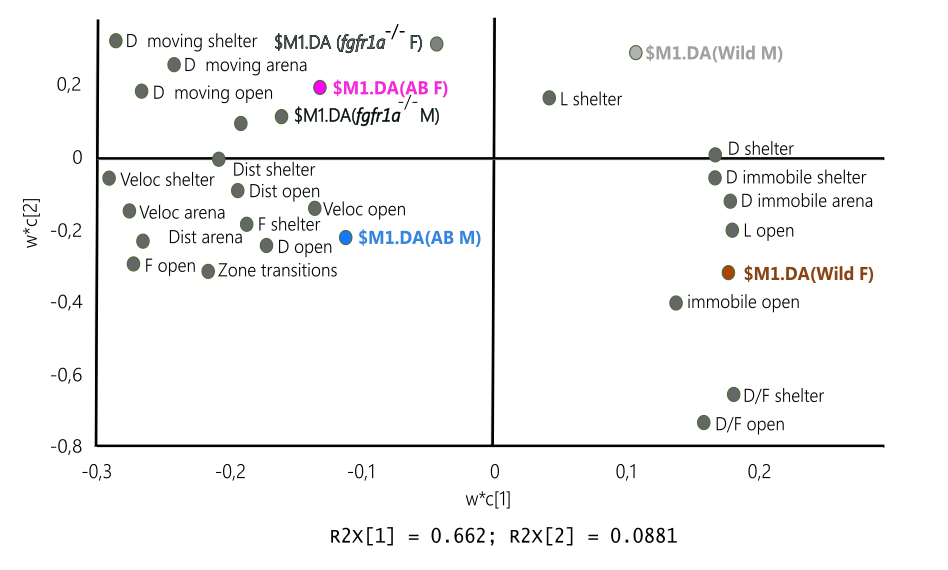 D moving shelter
$M1.DA (fgfr1a-/- F)
$M1.DA(Wild M)
D moving arena
0,2
D moving open
$M1.DA(AB F)
L shelter
$M1.DA(fgfr1a-/- M)
0
D shelter
Dist shelter
Veloc shelter
D immobile shelter
Dist open
D immobile arena
Veloc arena
Veloc open
w*c[2]
-0,2
F shelter
L open
Dist arena
D open
$M1.DA(AB M)
F open
Zone transitions
$M1.DA(Wild F)
-0,4
immobile open
-0,6
D/F shelter
D/F open
-0,8
-0,3 -0,2 -0,1 0 0,1 0,2
w*c[1]
R2X[1] = 0.662; R2X[2] = 0.0881